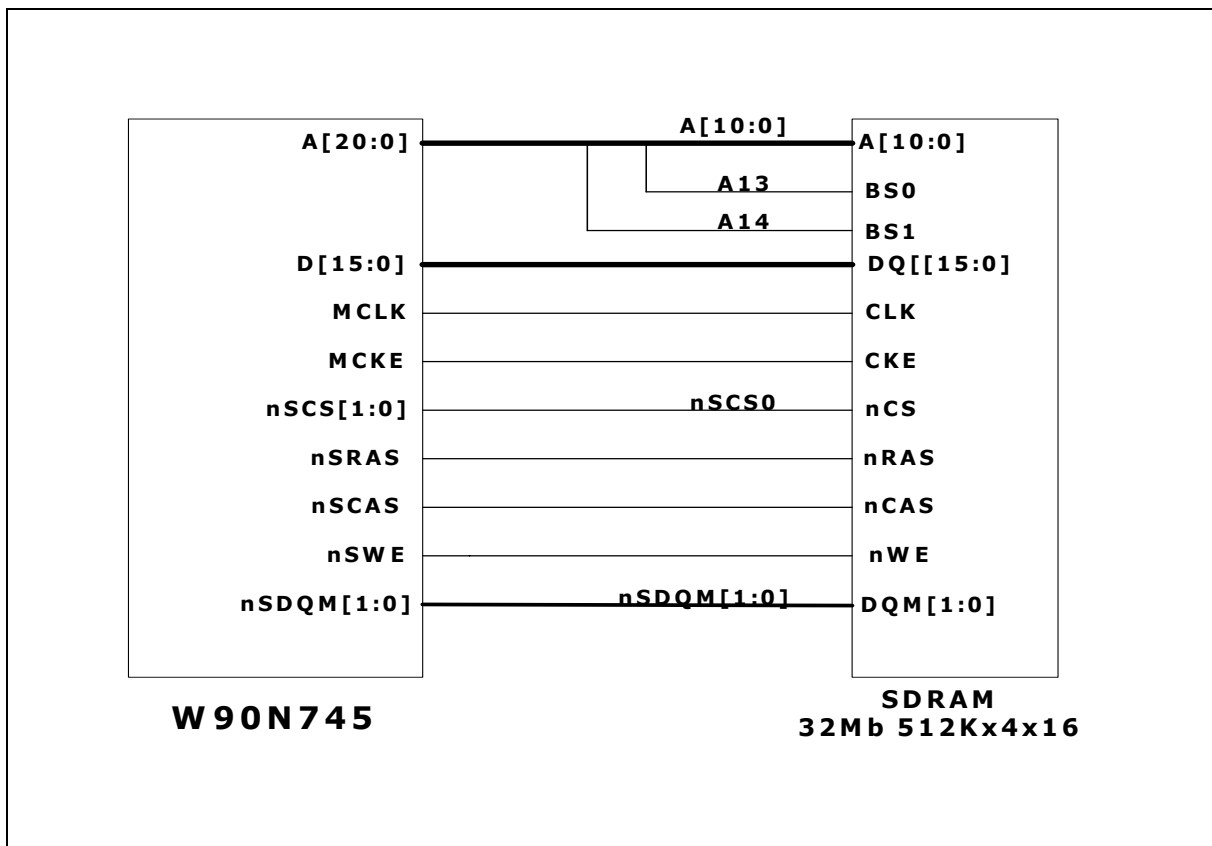 A[20:0] A[10:0] A[10:0]
A13 BS0
A14 BS1
D[15:0] DQ[[15:0]
MCLK CLK
MCKE CKE
nSCS[1:0] nSCS0 nCS
nSRAS nRAS
nSCAS nCAS
nSWE nWE
nSDQM[1:0] nSDQM[1:0] DQM[1:0]
W90N745
SDRAM
32Mb 512Kx4x16